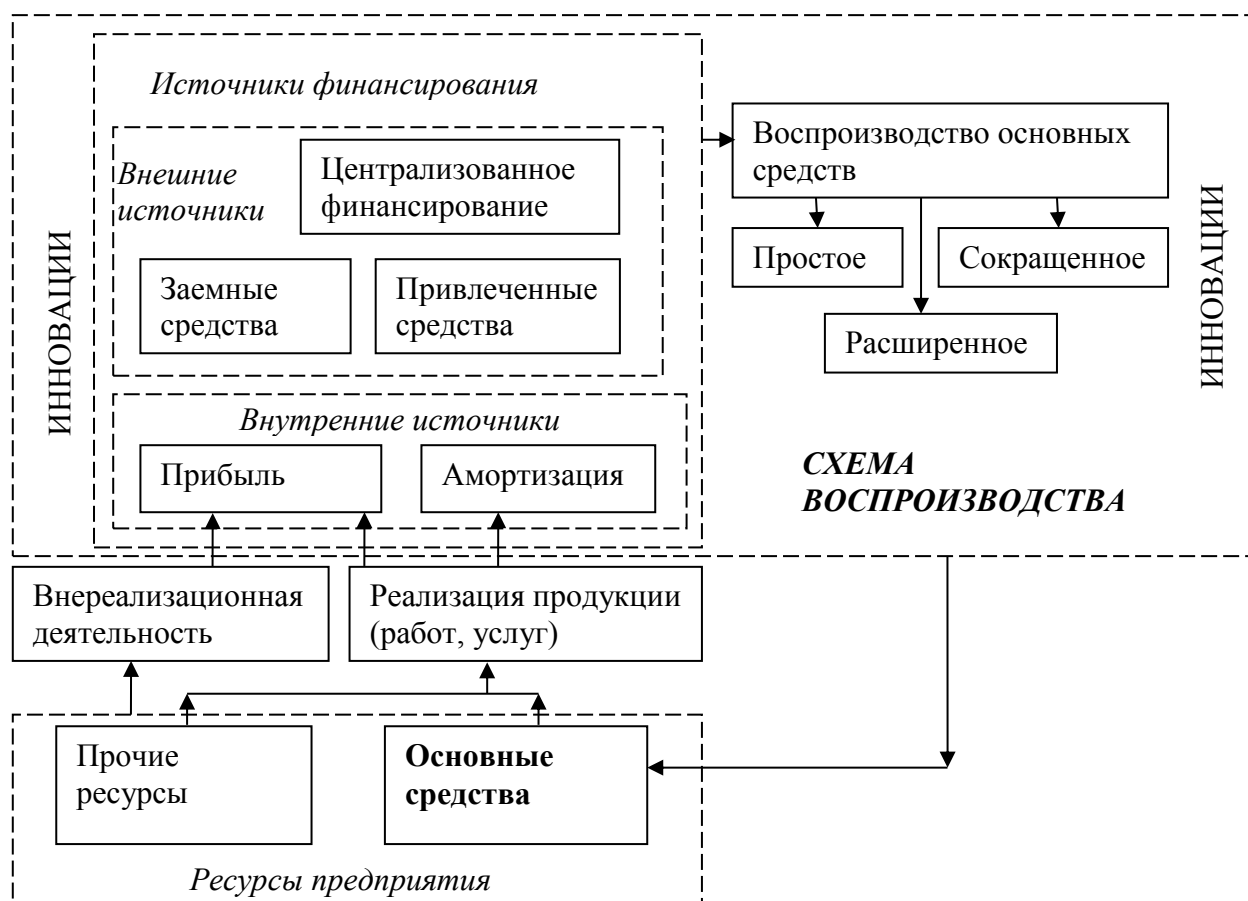 Источники финансирования
Внешние
источники
Централизованное
финансирование
Заемные
средства
Привлеченные
средства
Внутренние источники
Прибыль
Амортизация
ИННОВАЦИИ
Воспроизводство основных
средств
Простое
Сокращенное
Расширенное
ИННОВАЦИИ
СХЕМА
ВОСПРОИЗВОДСТВА
Внереализационная
деятельность
Реализация продукции
(работ, услуг)
Прочие
ресурсы
Основные
средства
Ресурсы предприятия